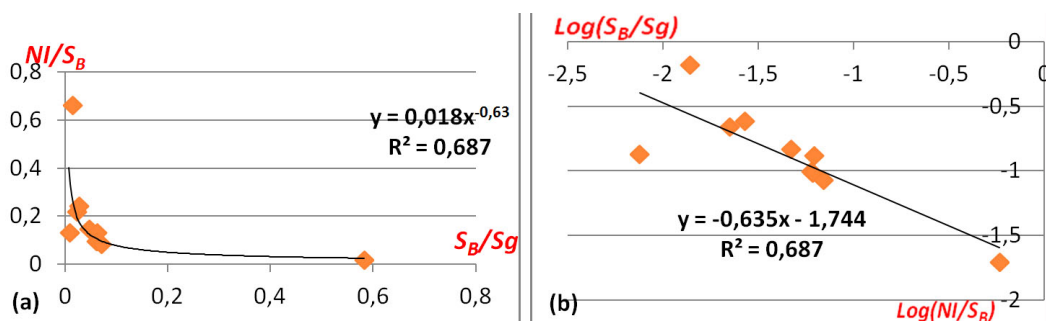 NI/S_B
0,8
0,6
0,4
0,2
0
y = 0,018x^-0,63
R² = 0,687
S_B/Sg
0 0,2 0,4 0,6 0,8
(a)
Log(S_B/Sg)
-2,5 -2 -1,5 -1 -0,5 0
0
-0,5
-1
-1,5
-2
y = -0,635x - 1,744
R² = 0,687
(b)
Log(NI/S_B)